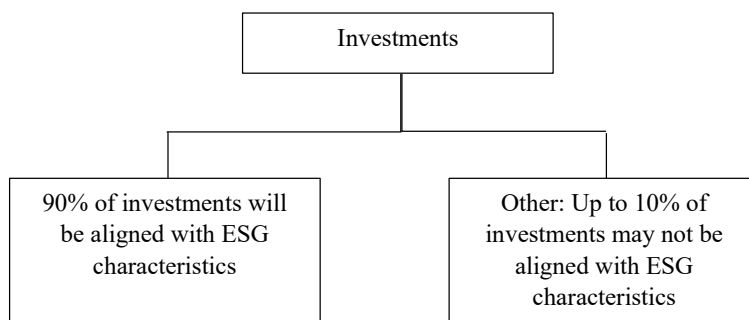 Investments
90% of investments will
be aligned with ESG
characteristics
Other: Up to 10% of
investments may not be
aligned with ESG
characteristics